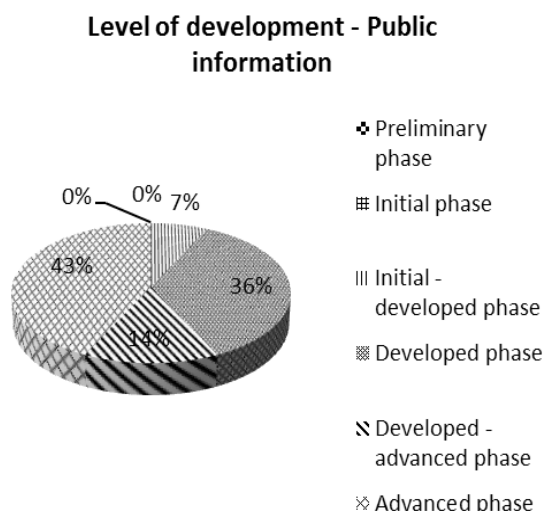 Level of development - Public
information
Preliminary
phase
Initial phase
Initial -
developed phase
Developed phase
Developed -
advanced phase
Advanced phase
0%
0%
7%
43%
36%
14%